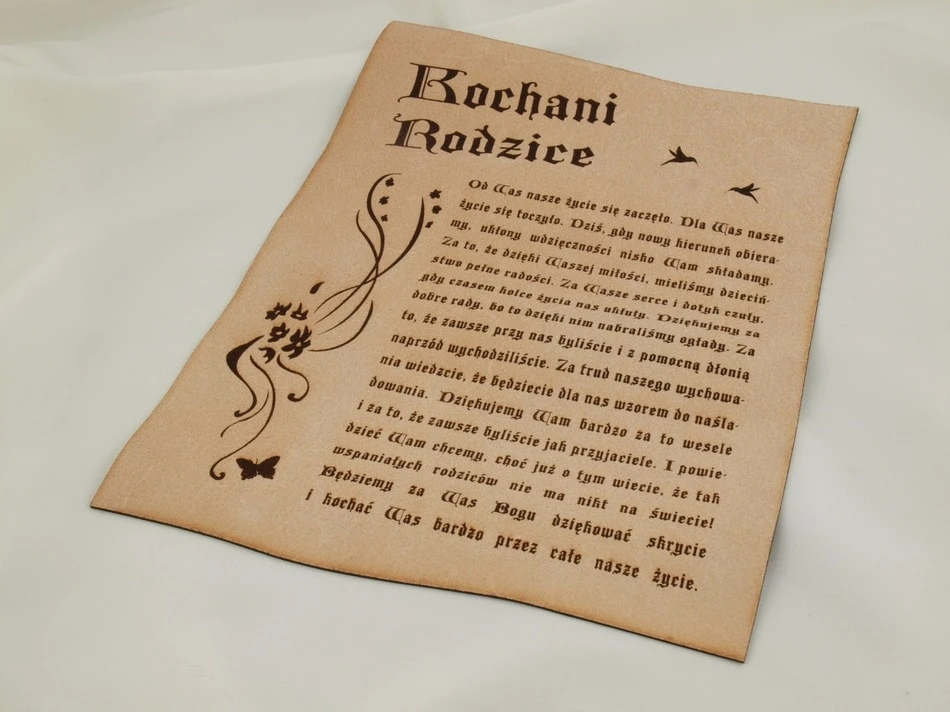 Kochani
Rodzice
Od Was nasze życie się zaczęło. Dla Was nasze
życie się toczyło. Dziś, gdy nowy kierunek obiera-
my, ukłony wdzięczności nisko Wam składamy.
Za to, że dzięki Waszej miłości, mieliśmy dzieciń-
stwo pełne radości. Za Wasze serce i dotyk czuły,
gdy czasem kolce życia nas ukłuły. Dziękujemy za
dobre rady, bo to dzięki nim nabraliśmy ogłady. Za
to, że zawsze przy nas byliście i z pomocną dłonią
naprzód wychodziliście. Za trud naszego wychowa-
nia wiedzcie, że będziecie dla nas wzorem do naśla-
dowania. Dziękujemy Wam bardzo za to wesele
i za to, że zawsze byliście jak przyjaciele. I powie-
dzieć Wam chcemy, choć już o tym wiecie, że tak
wspaniałych rodziców nie ma nikt na świecie!
Będziemy za Was Bogu dziękować skrycie
i kochać Was bardzo przez całe nasze życie.